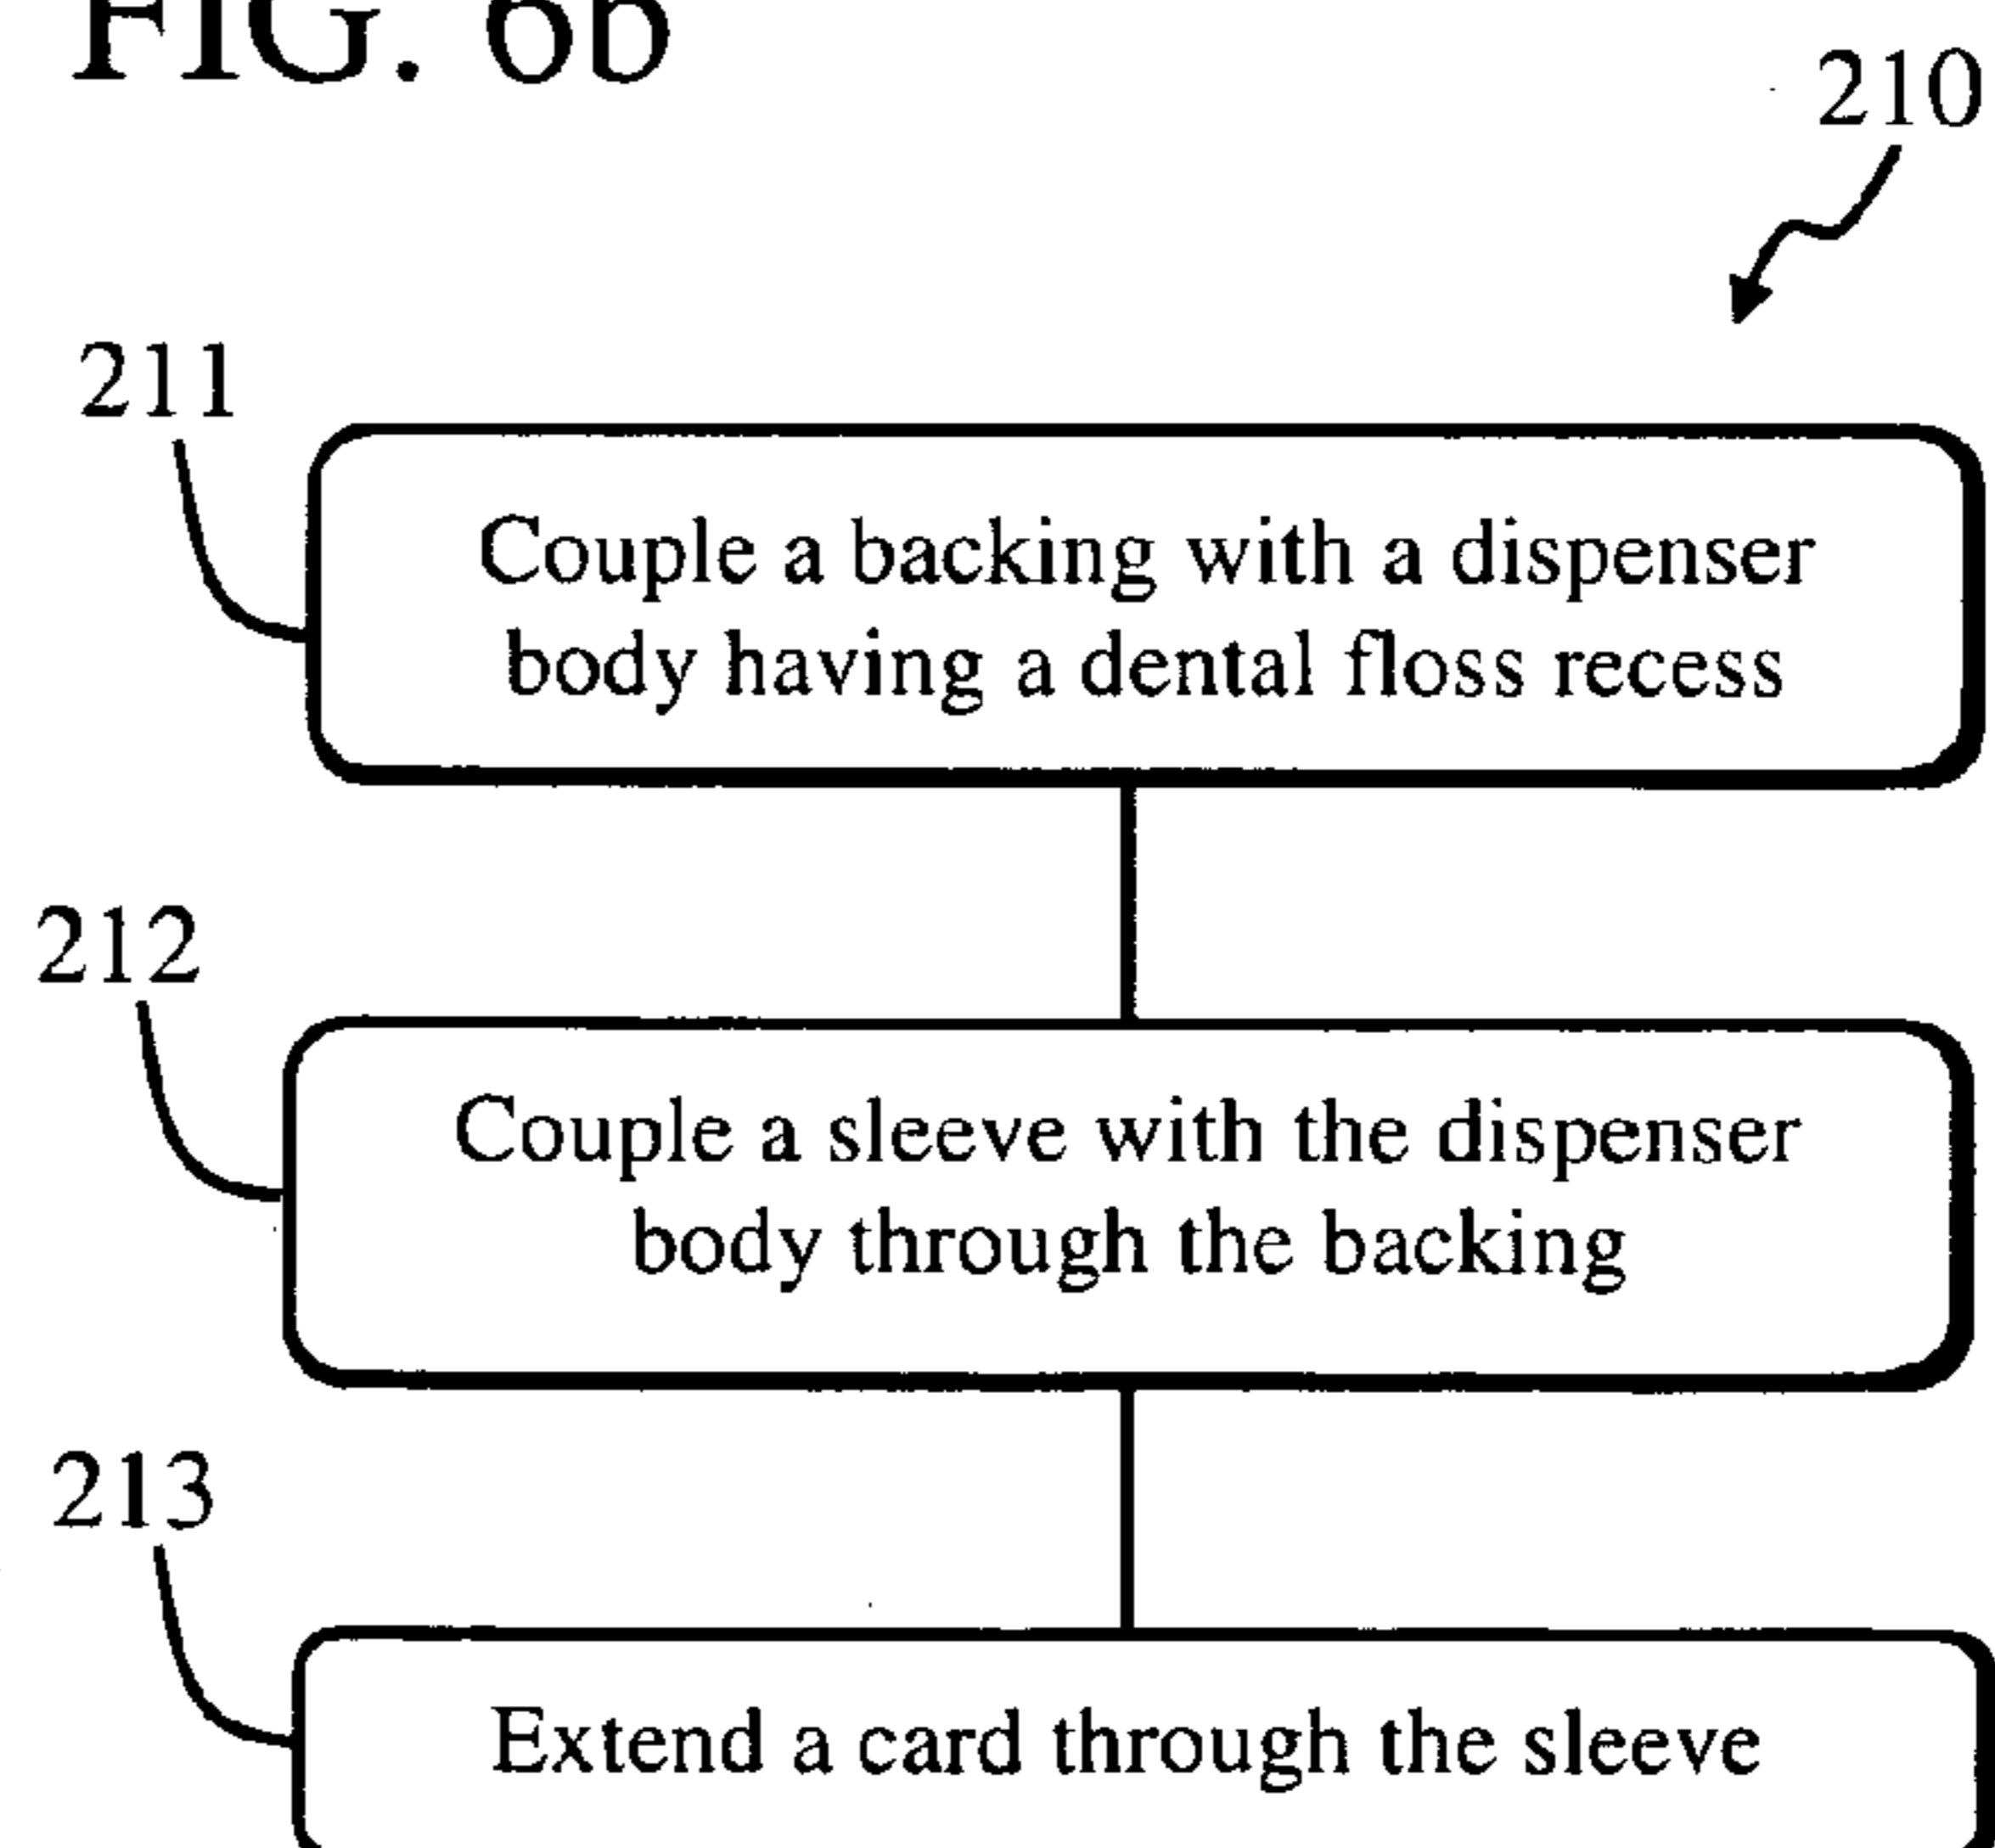 FIG. 6b
210
211
Couple a backing with a dispenser
body having a dental floss recess
212
Couple a sleeve with the dispenser
body through the backing
213
Extend a card through the sleeve